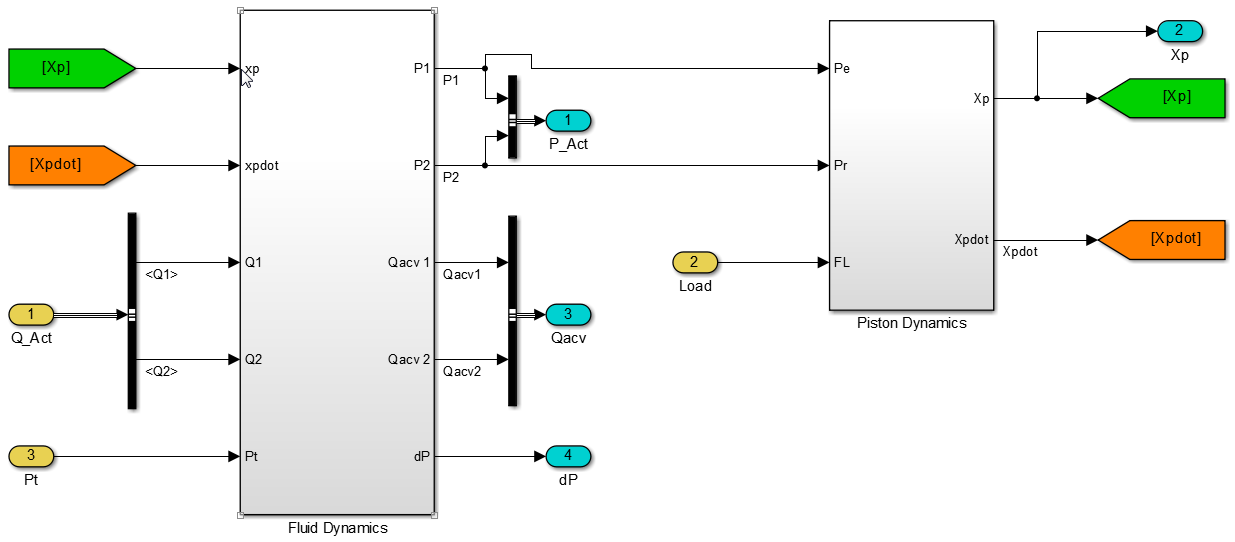 [Xp]
[Xpdot]
<Q1>
1
Q_Act
<Q2>
3
Pt
xp
xpdot
Q1
Q2
Pt
P1
P2
Qacv 1
Qacv 2
dP
Fluid Dynamics
P1
P2
Qacv1
Qacv2
1
P_Act
3
Qacv
4
dP
2
Load
Pe
Pr
FL
Xp
Xpdot
Piston Dynamics
Xpdot
2
Xp
[Xp]
[Xpdot]